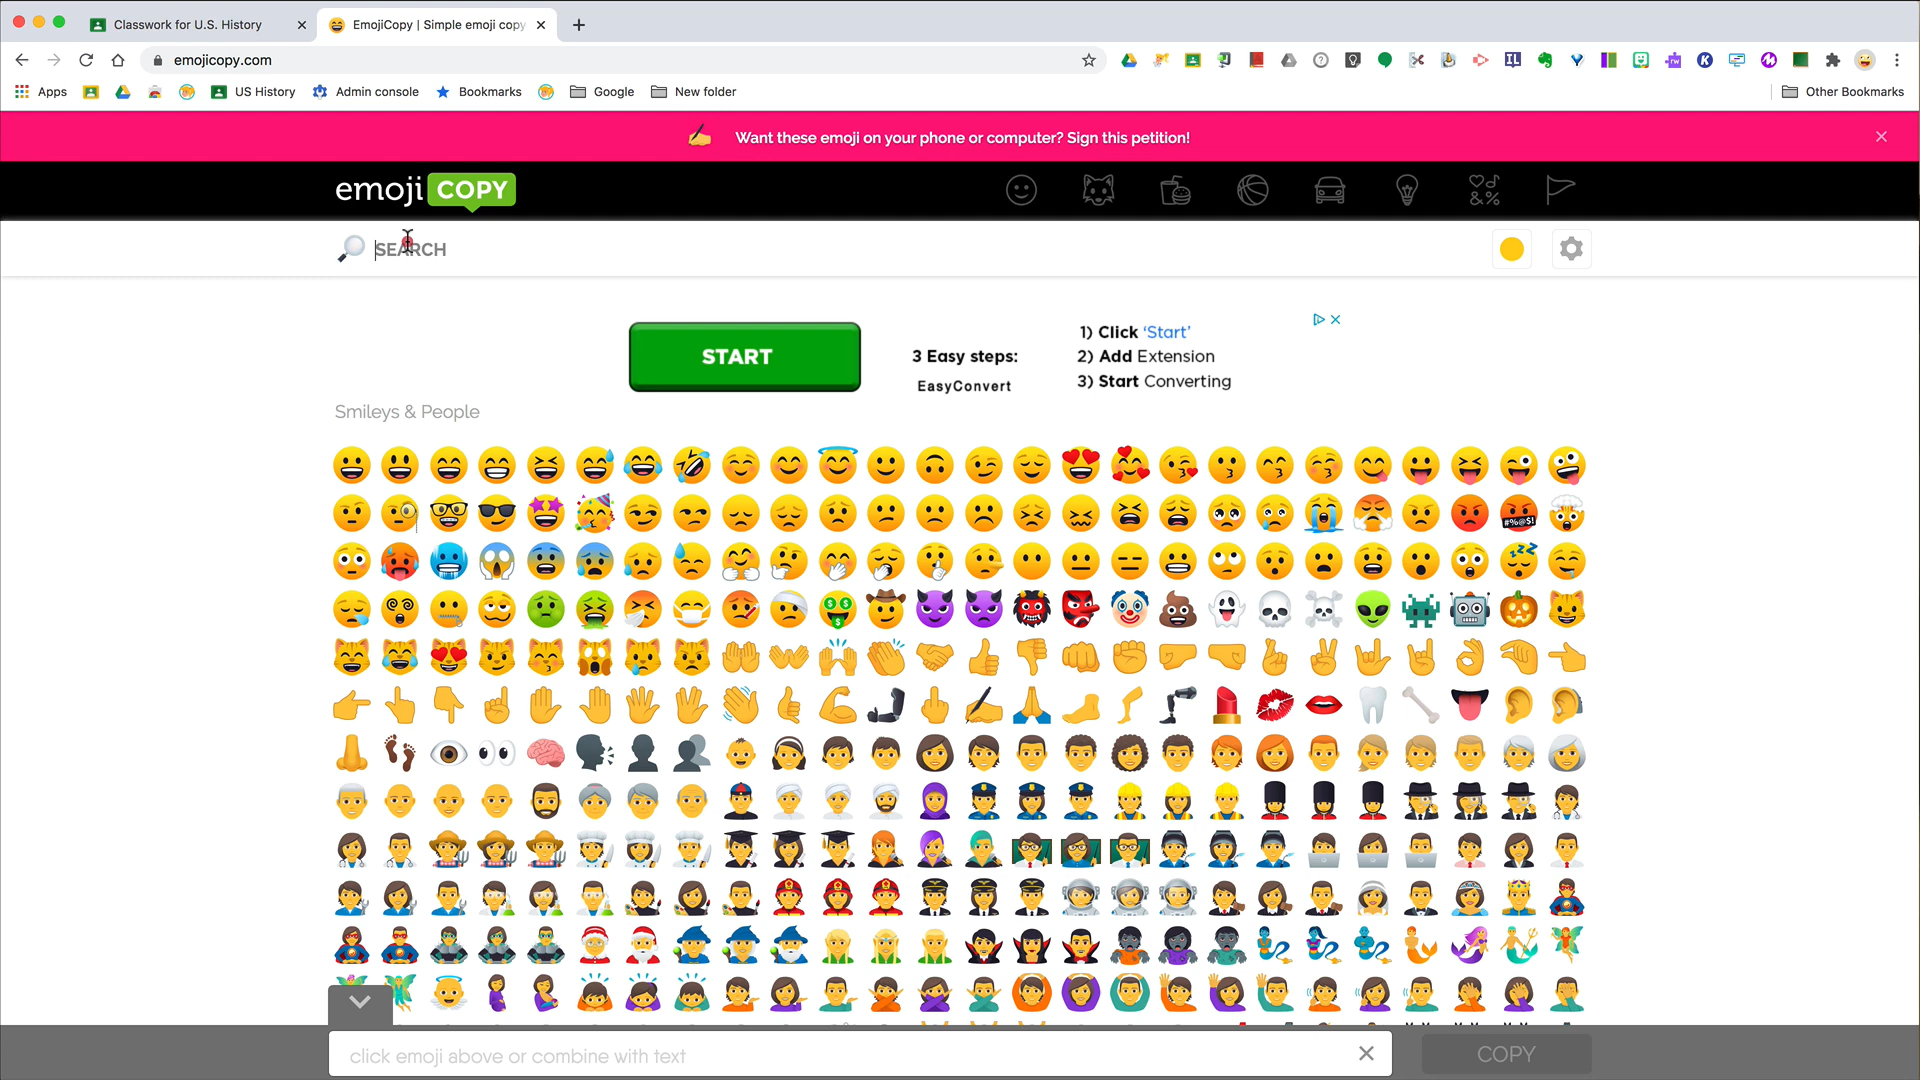 Classwork for U.S. History
EmojiCopy | Simple emoji copy
emojicopy.com
Apps
US History
Admin console
Bookmarks
Google
New folder
Other Bookmarks
Want these emoji on your phone or computer? Sign this petition!
emoji COPY
SEARCH
START
3 Easy steps:
EasyConvert
1) Click ‘Start’
2) Add Extension
3) Start Converting
Smileys & People
click emoji above or combine with text
COPY